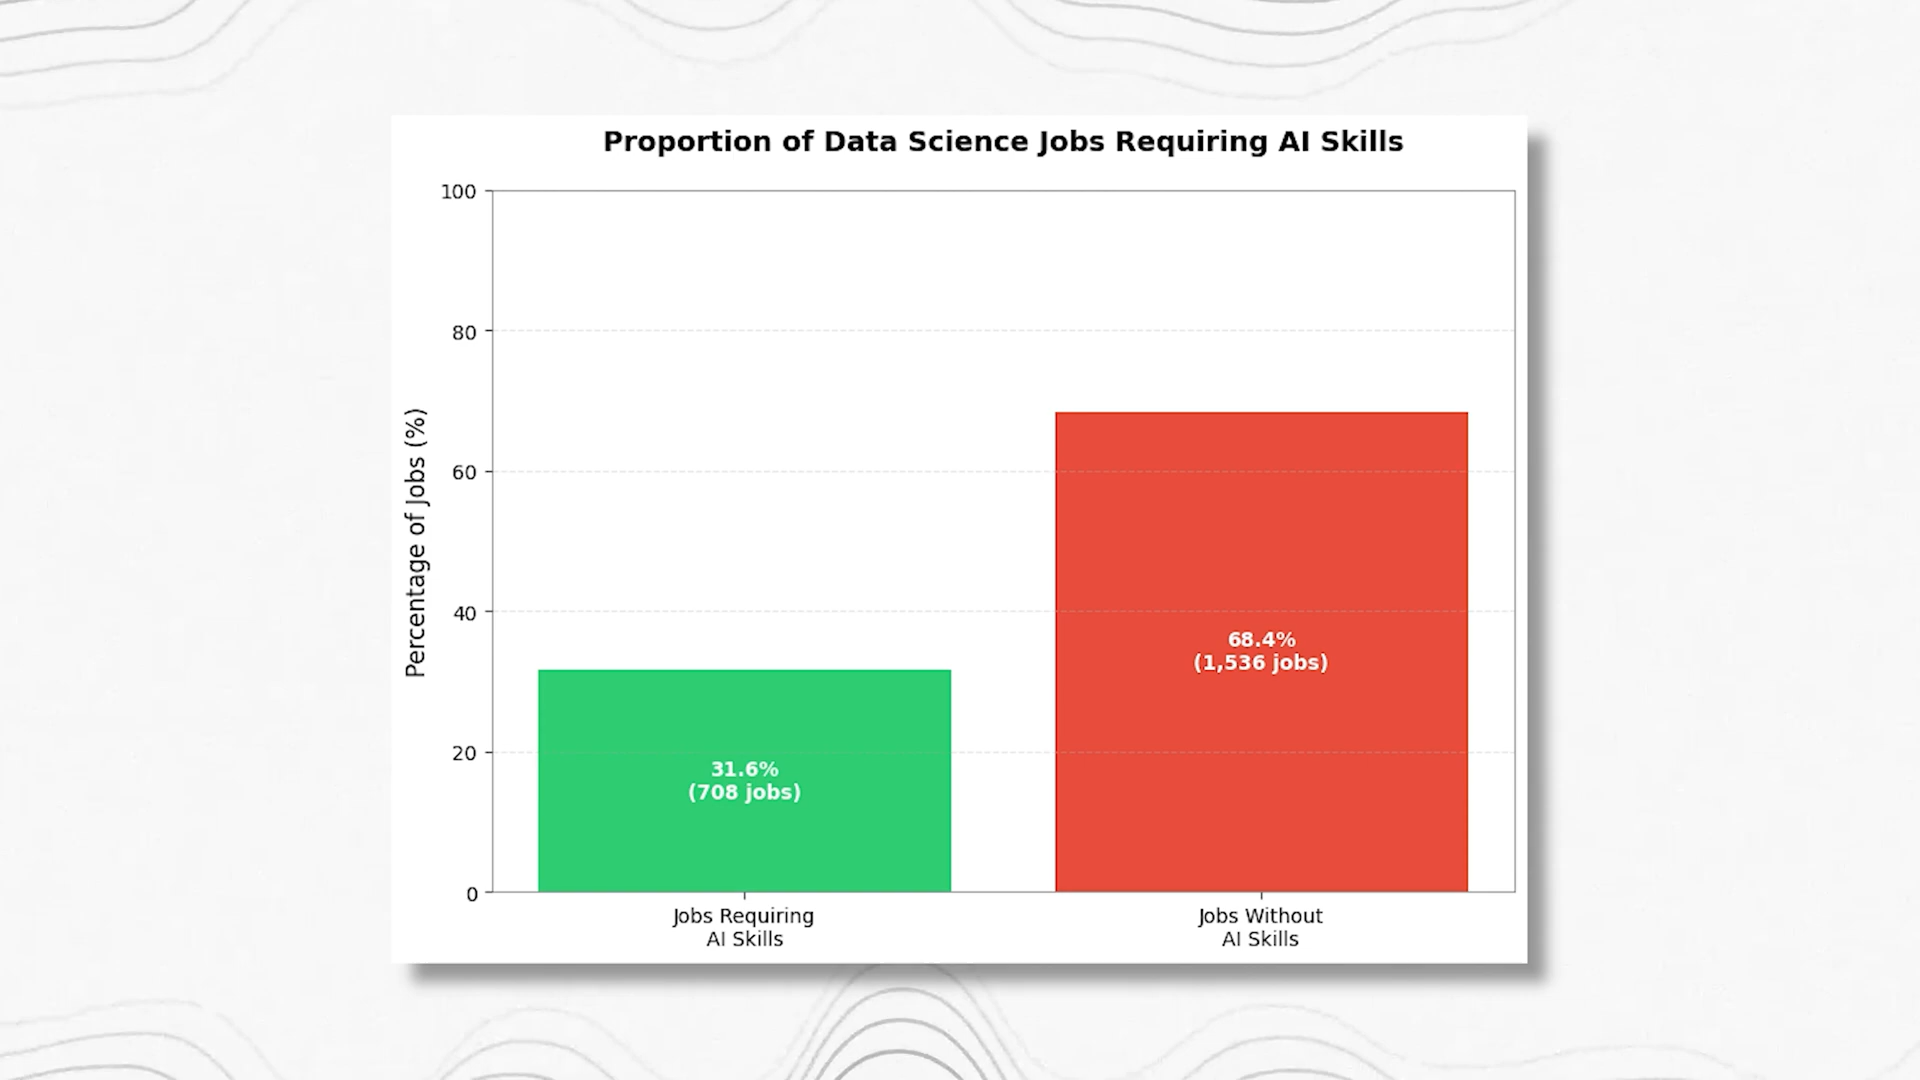 Proportion of Data Science Jobs Requiring AI Skills
Percentage of Jobs (%)
100
80
60
40
20
0
31.6%
(708 jobs)
68.4%
(1,536 jobs)
Jobs Requiring
AI Skills
Jobs Without
AI Skills